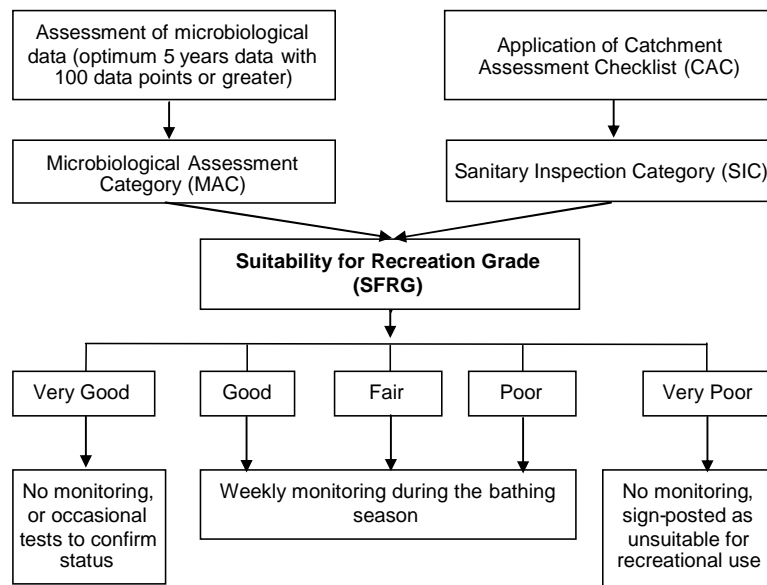 Assessment of microbiological
data (optimum 5 years data with
100 data points or greater)
Application of Catchment
Assessment Checklist (CAC)
Microbiological Assessment
Category (MAC)
Sanitary Inspection Category (SIC)
Suitability for Recreation Grade
(SFRG)
Very Good
Good
Fair
Poor
Very Poor
No monitoring,
or occasional
tests to confirm
status
Weekly monitoring during the bathing
season
No monitoring,
sign-posted as
unsuitable for
recreational use